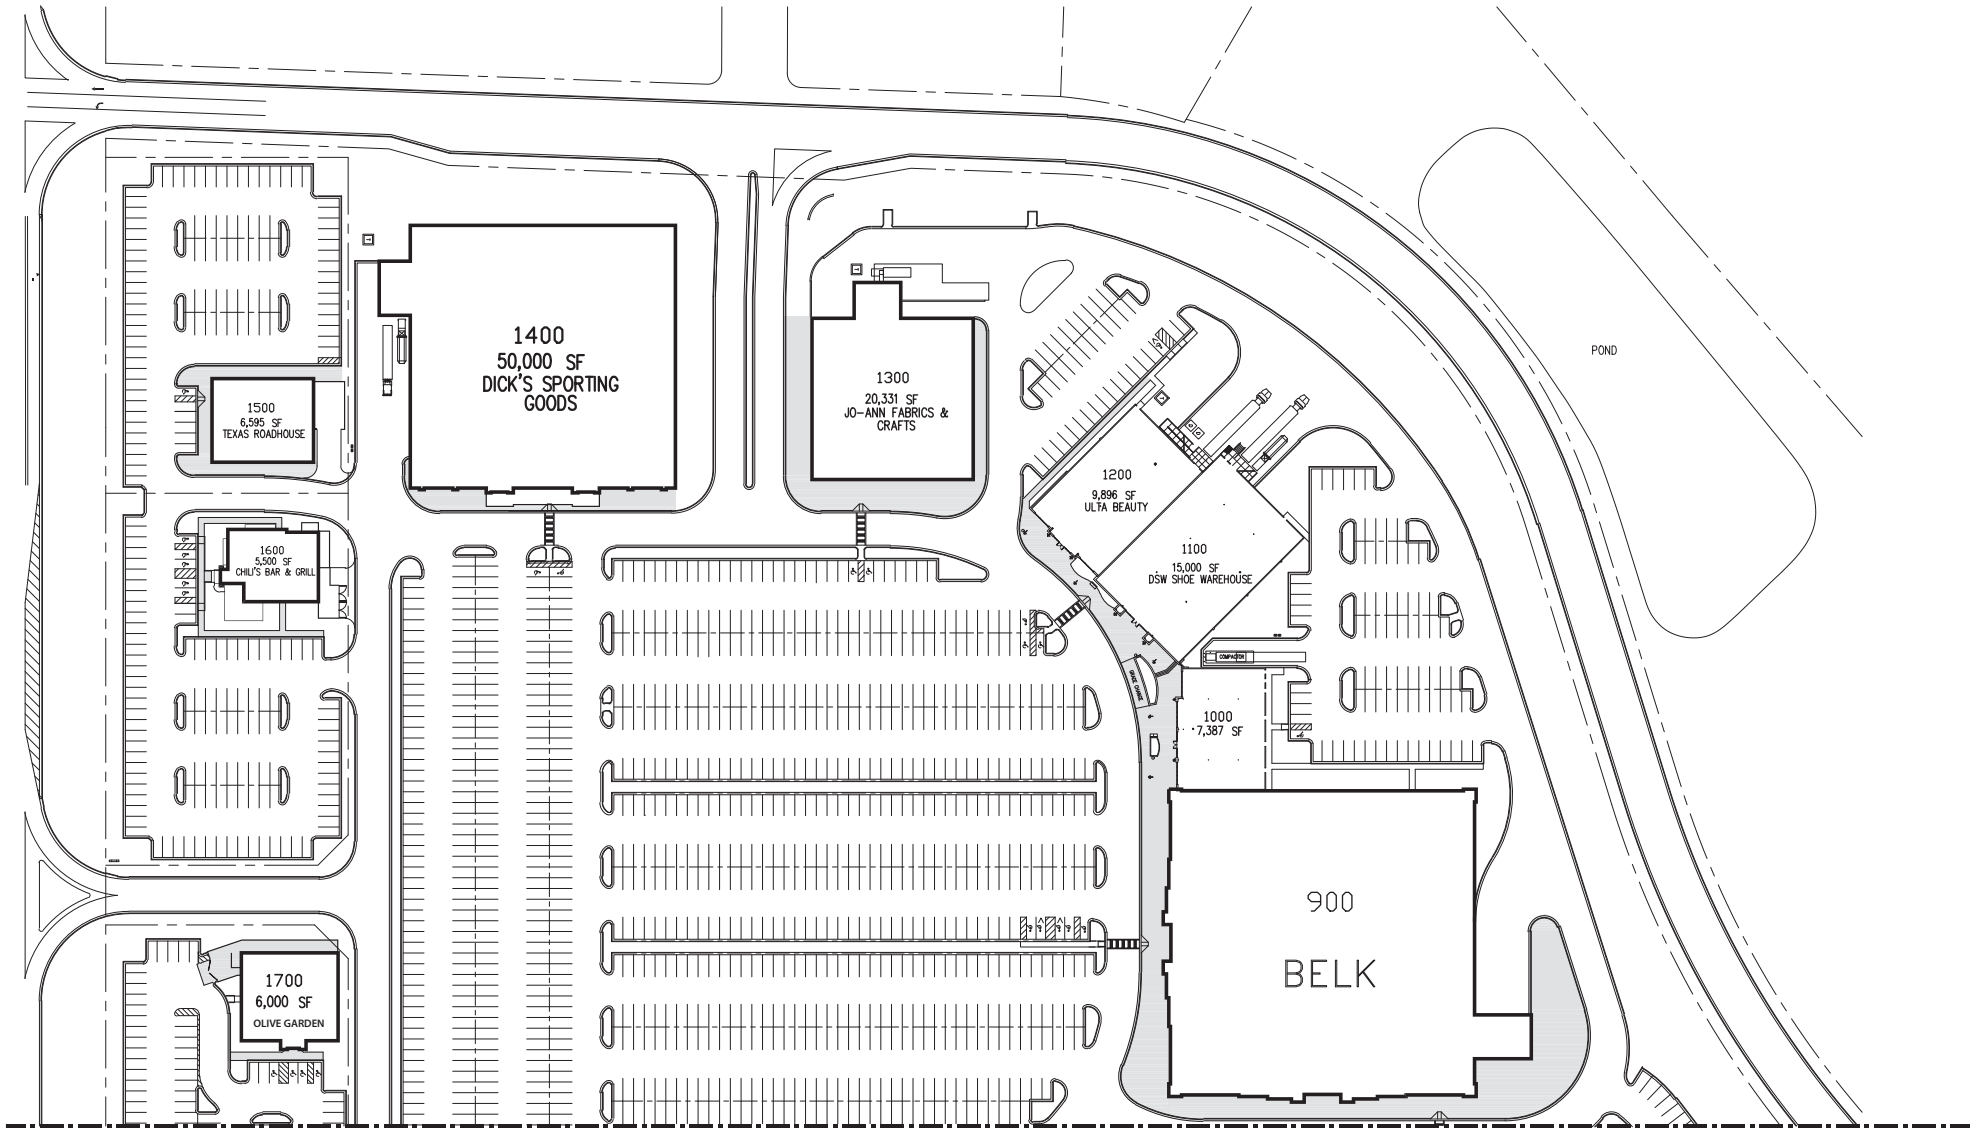 POND
1400
50,000 SF
DICK'S SPORTING
GOODS
1300
20,331 SF
JO-ANN FABRICS &
CRAFTS
1500
6,595 SF
TEXAS ROADHOUSE
1200
9,896 SF
ULTA BEAUTY
1100
15,000 SF
DSW SHOE WAREHOUSE
1600
5,500 SF
CHILI'S BAR & GRILL
COMPACTOR
GRADE CHANGE
1000
7,387 SF
900
BELK
1700
6,000 SF
OLIVE GARDEN